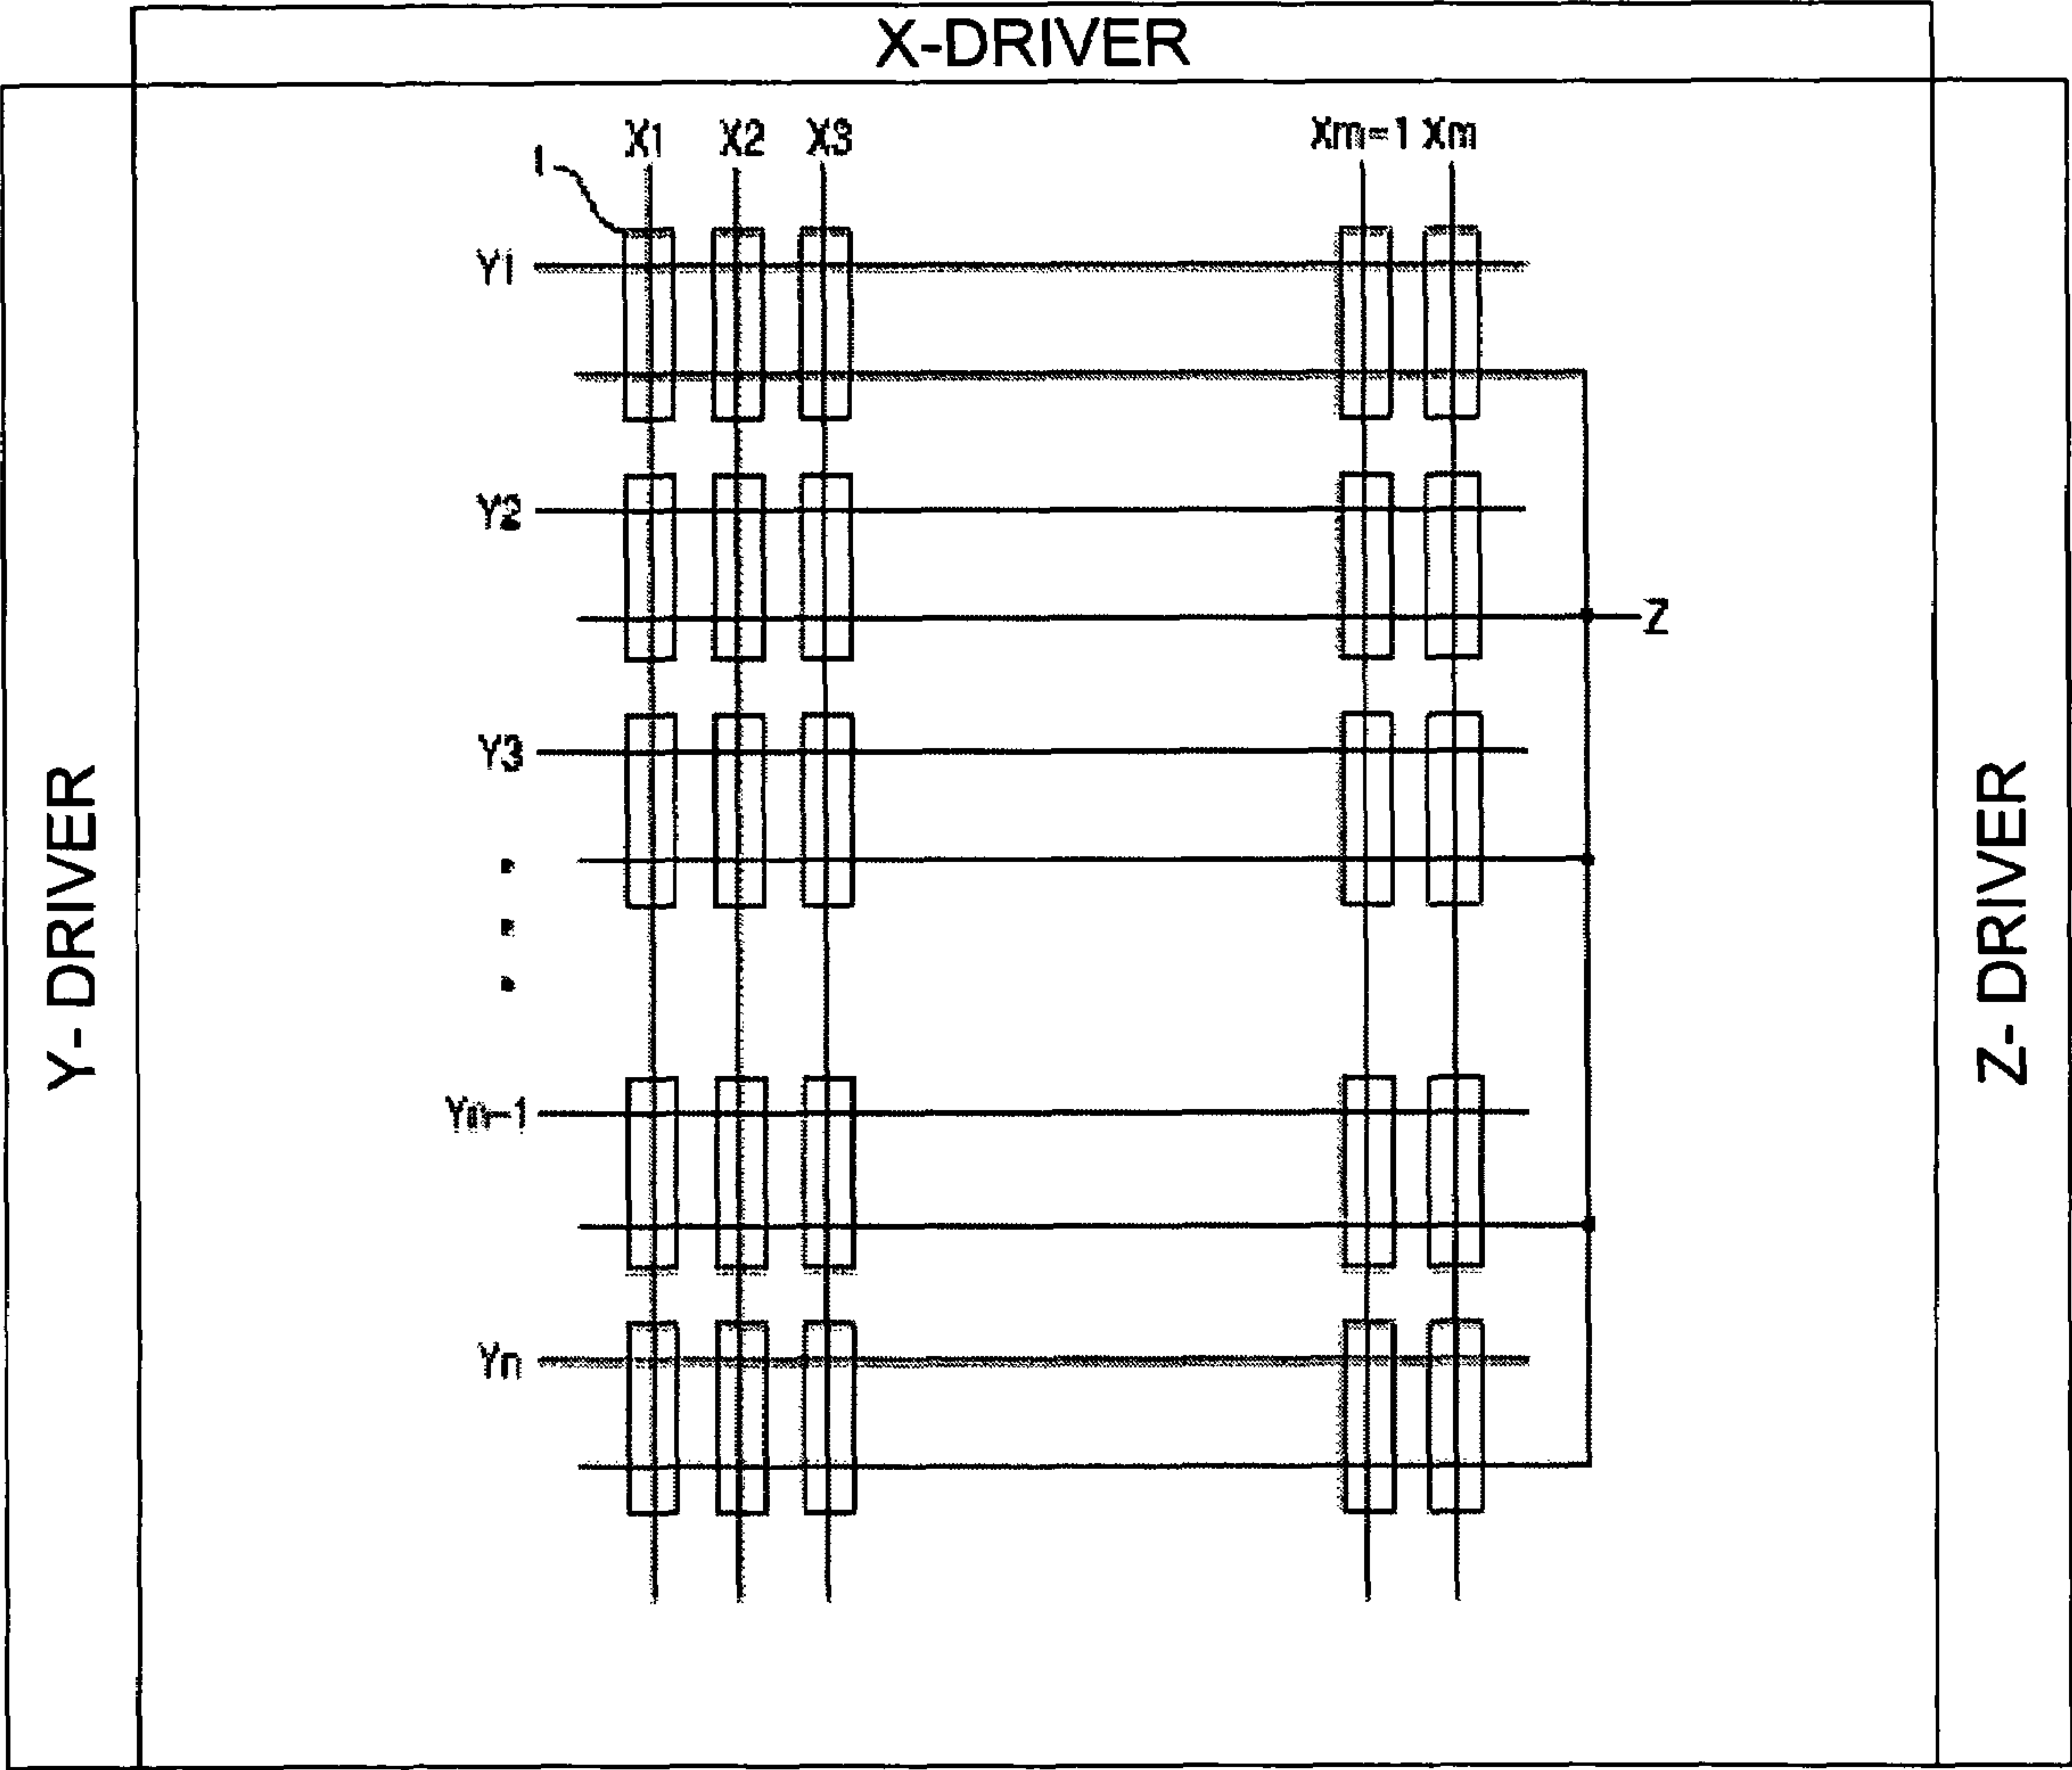 X-DRIVER
X1 X2 X3 Xm=1 Xm
1
Y1
Y2
Z
Y3
Y- DRIVER
Z- DRIVER
Yn-1
Yn